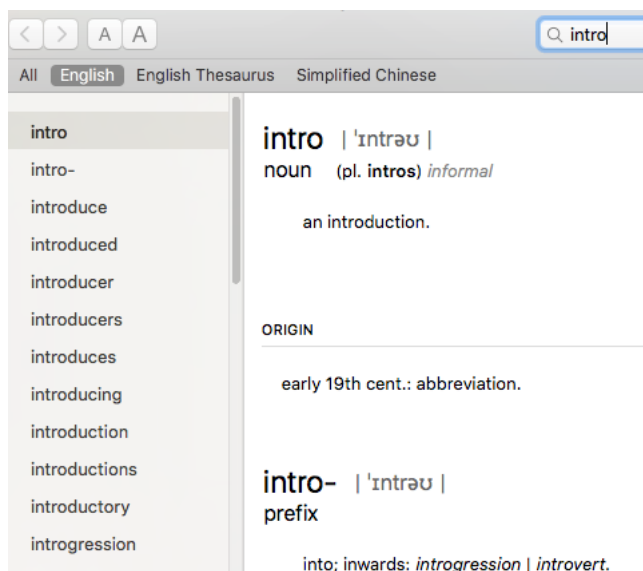 A A
intro
All English English Thesaurus Simplified Chinese
intro
intro-
introduce
introduced
introducer
introducers
introduces
introducing
introduction
introductions
introductory
introgression
intro | ˈɪntrəʊ |
noun (pl. intros) informal
an introduction.
ORIGIN
early 19th cent.: abbreviation.
intro- | ˈɪntrəʊ |
prefix
into; inwards: introgression | introvert.